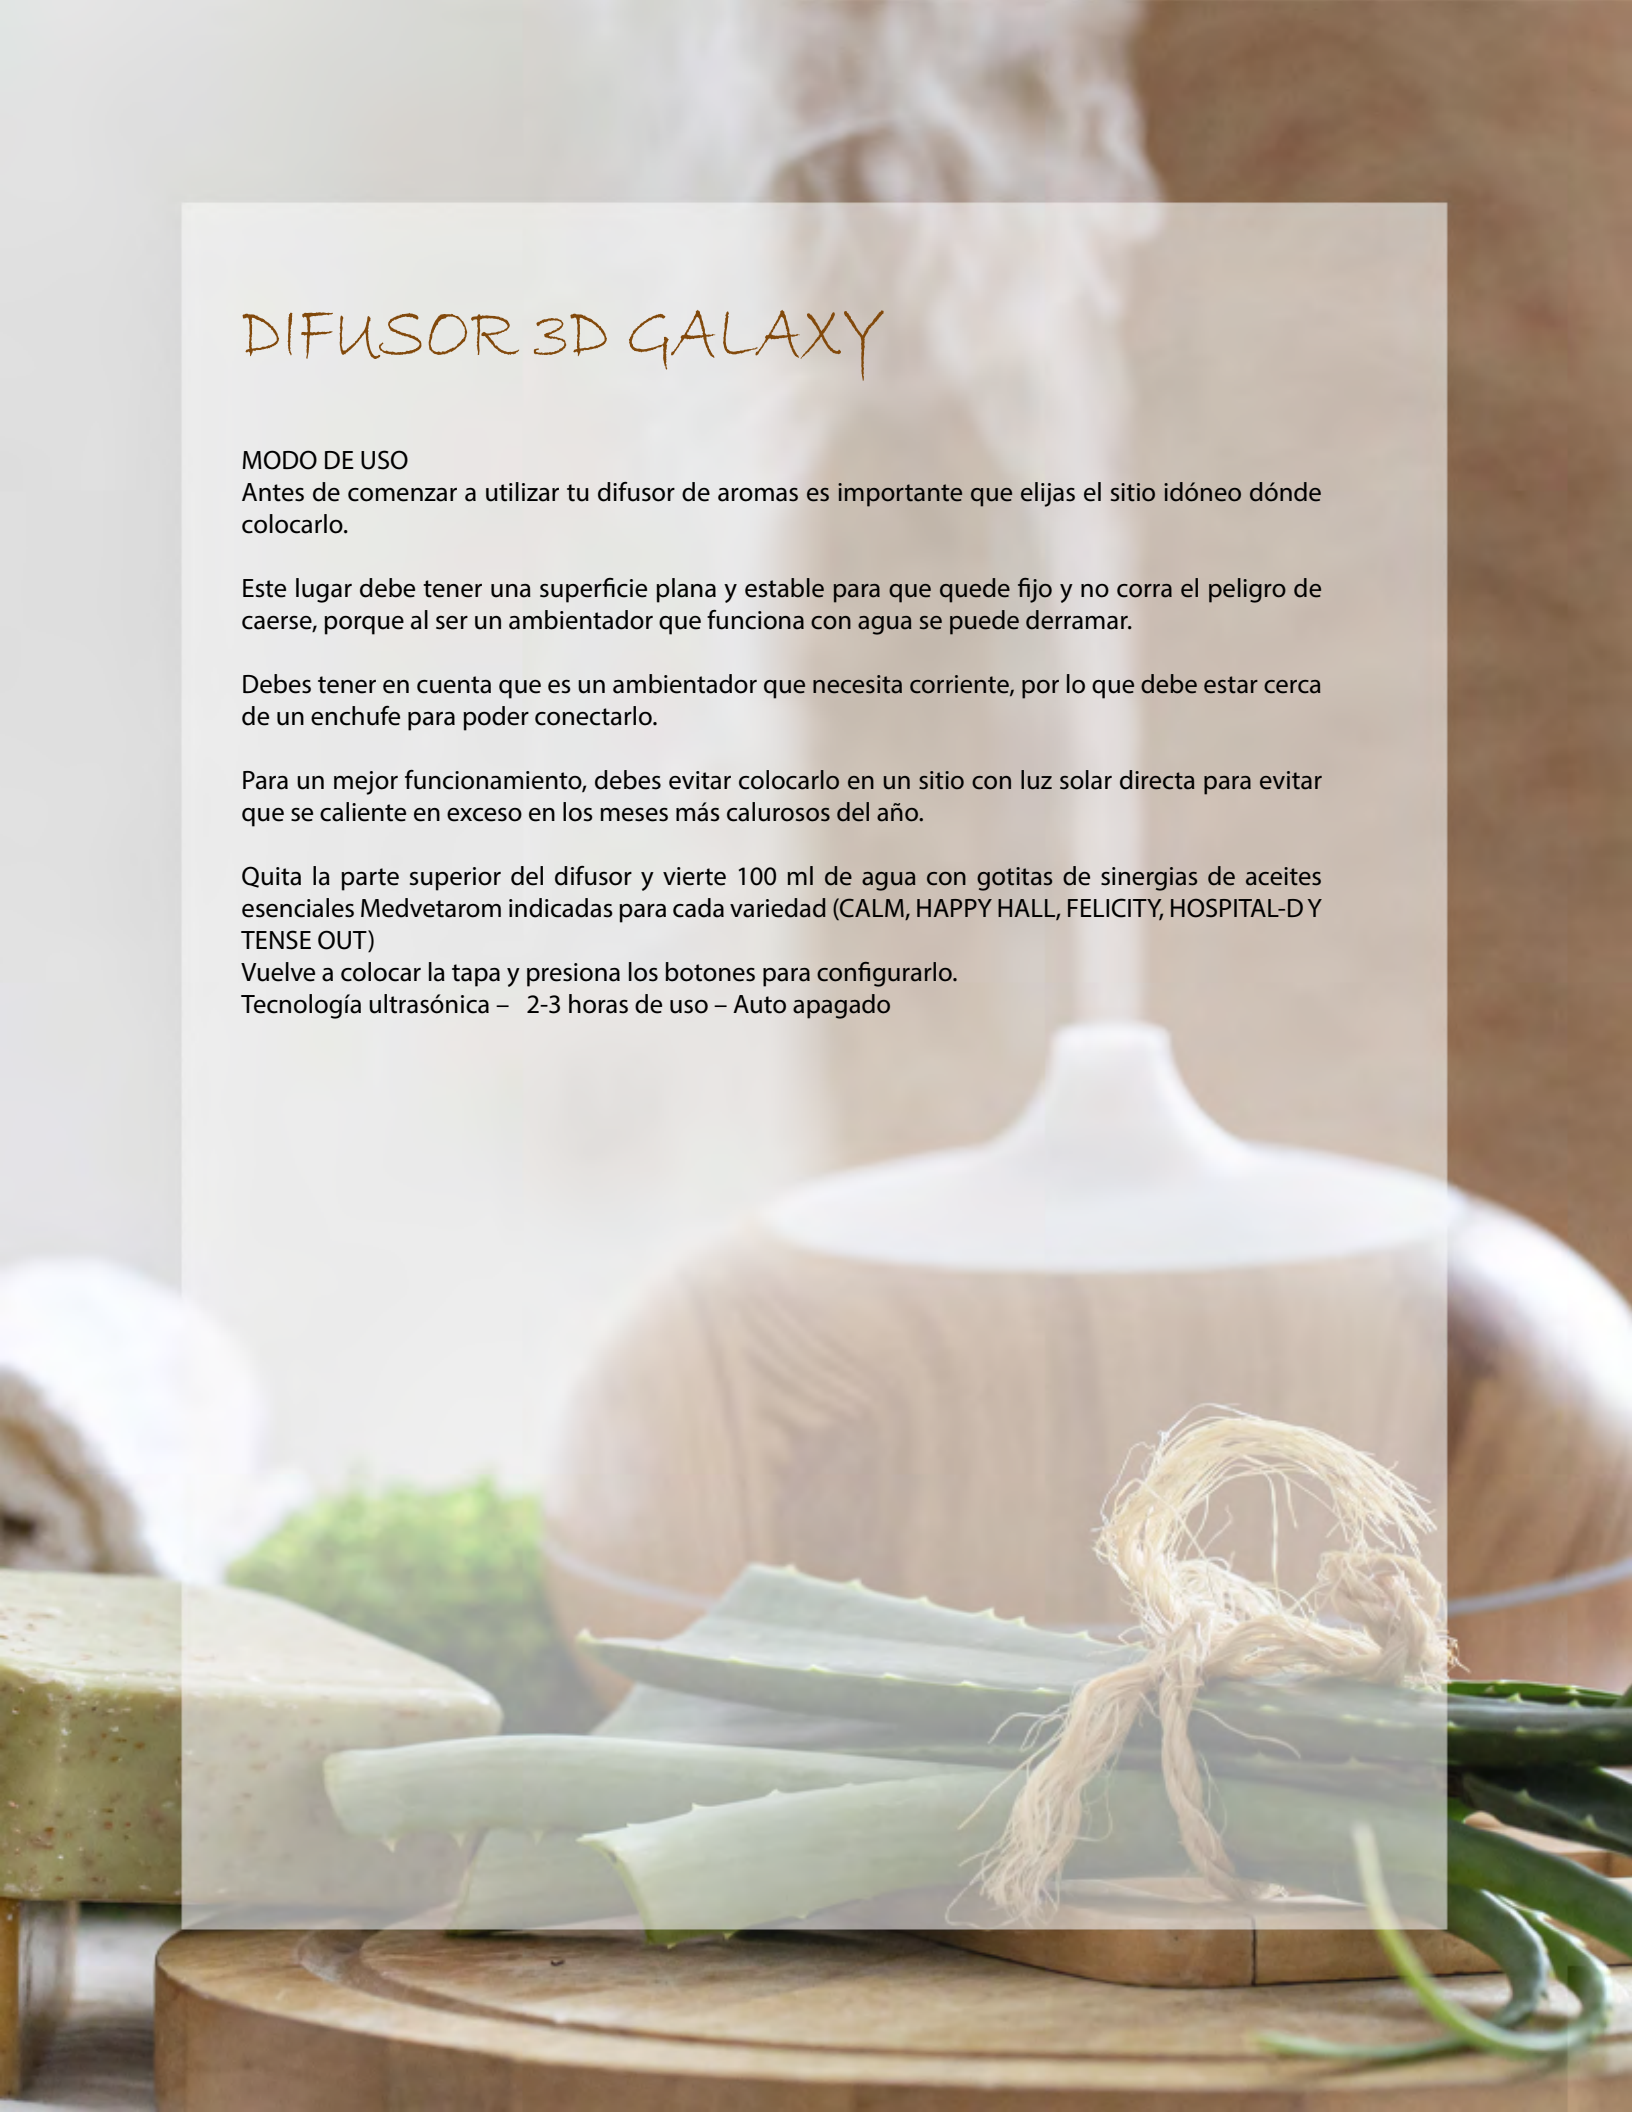 DIFUSOR 3D GALAXY
MODO DE USO
Antes de comenzar a utilizar tu difusor de aromas es importante que elijas el sitio idóneo dónde
colocarlo.
Este lugar debe tener una superficie plana y estable para que quede fijo y no corra el peligro de
caerse, porque al ser un ambientador que funciona con agua se puede derramar.
Debes tener en cuenta que es un ambientador que necesita corriente, por lo que debe estar cerca
de un enchufe para poder conectarlo.
Para un mejor funcionamiento, debes evitar colocarlo en un sitio con luz solar directa para evitar
que se caliente en exceso en los meses más calurosos del año.
Quita la parte superior del difusor y vierte 100 ml de agua con gotitas de sinergias de aceites
esenciales Medvetarom indicadas para cada variedad (CALM, HAPPY HALL, FELICITY, HOSPITAL-D Y
TENSE OUT)
Vuelve a colocar la tapa y presiona los botones para configurarlo.
Tecnología ultrasónica –   2-3 horas de uso – Auto apagado